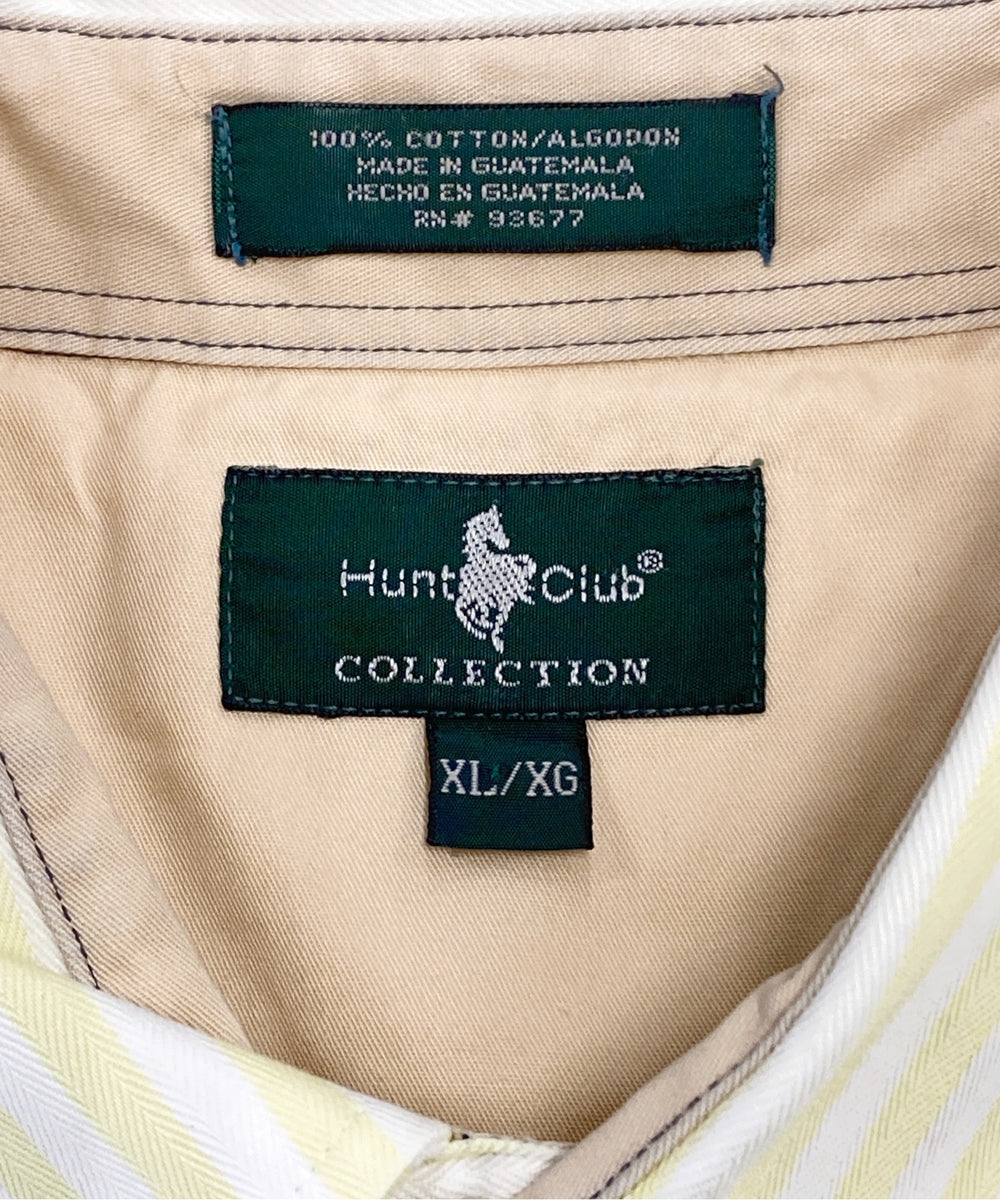 100% COTTON/ALGODON
MADE IN GUATEMALA
HECHO EN GUATEMALA
RN# 93677
Hunt Club®
COLLECTION
XL/XG